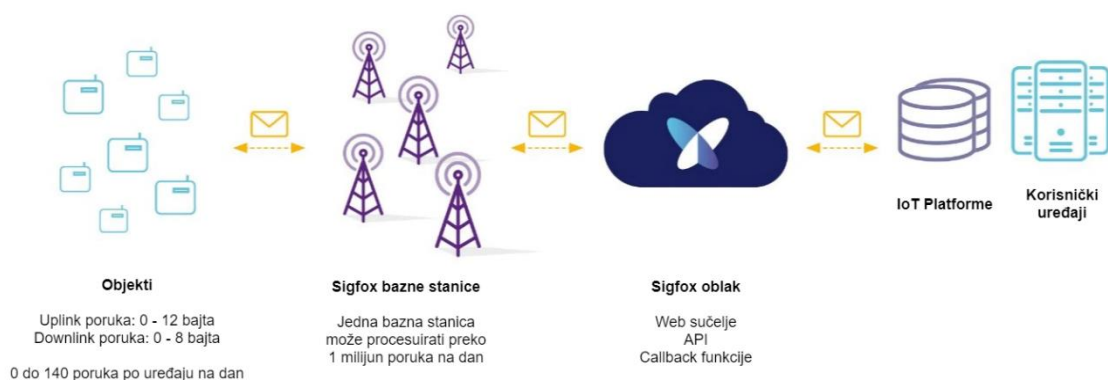 IoT Platforme
Korisnički
uređaji
Objekti
Uplink poruka: 0 - 12 bajta
Downlink poruka: 0 - 8 bajta
0 do 140 poruka po uređaju na dan
Sigfox bazne stanice
Jedna bazna stanica
može procesuirati preko
1 milijun poruka na dan
Sigfox oblak
Web sučelje
API
Callback funkcije